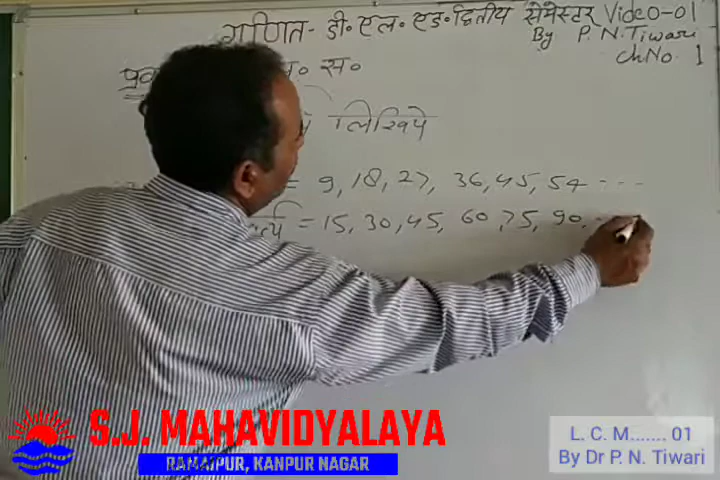 गणित- डी॰ एल॰ एड॰ द्वितीय सेमेस्टर Video-01
By P. N. Tiwari
Ch No. 1
स॰
लिखिये
= 9, 18, 27, 36, 45, 54 ...
= 15, 30, 45, 60, 75, 90, ...
S.J. MAHAVIDYALAYA
RAMAIPUR, KANPUR NAGAR
L. C. M....... 01
By Dr P. N. Tiwari